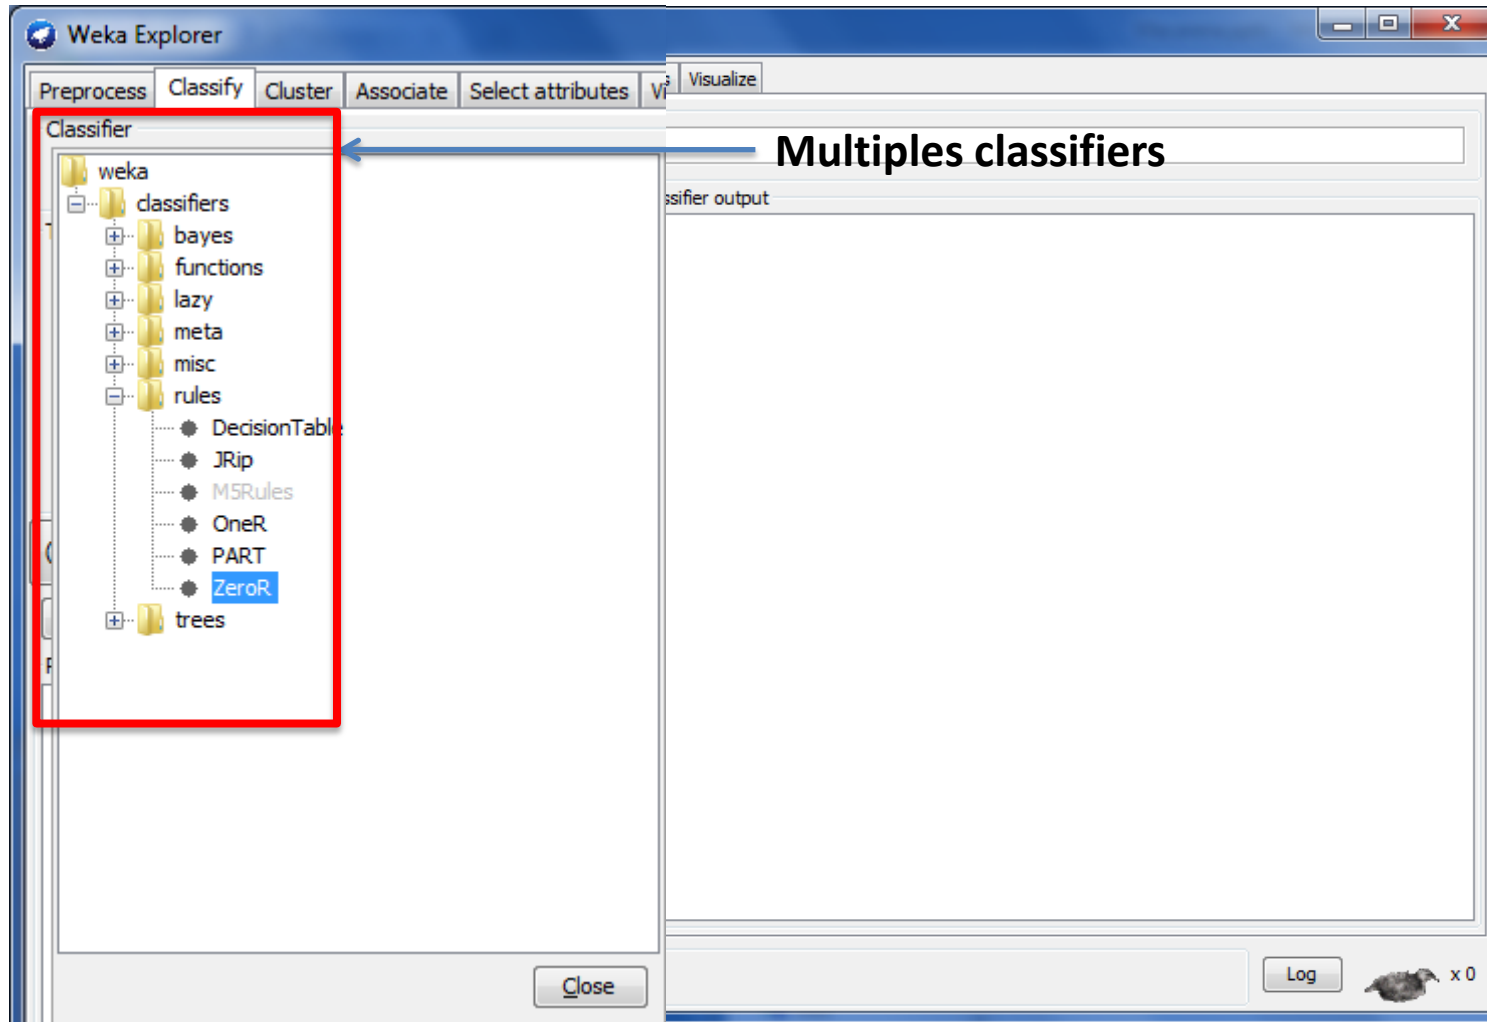 Weka Explorer
Preprocess Classify Cluster Associate Select attributes Visualize
Classifier
Multiples classifiers
weka
classifiers
bayes
functions
lazy
meta
misc
rules
DecisionTable
JRip
M5Rules
OneR
PART
ZeroR
trees
output
Close
Log x 0